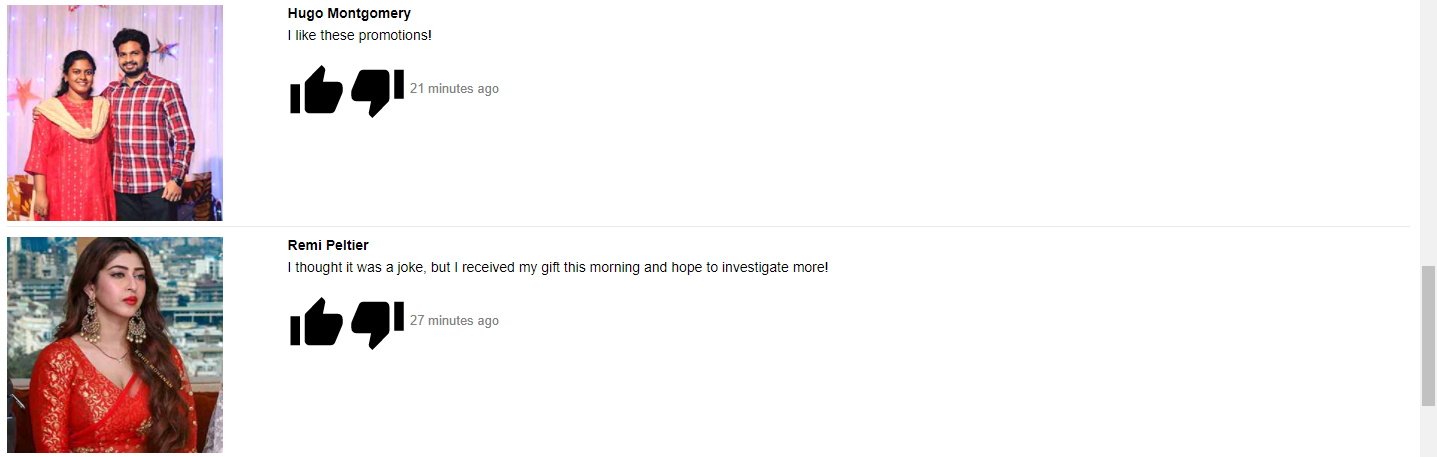 Hugo Montgomery
I like these promotions!
21 minutes ago
Remi Peltier
I thought it was a joke, but I received my gift this morning and hope to investigate more!
27 minutes ago